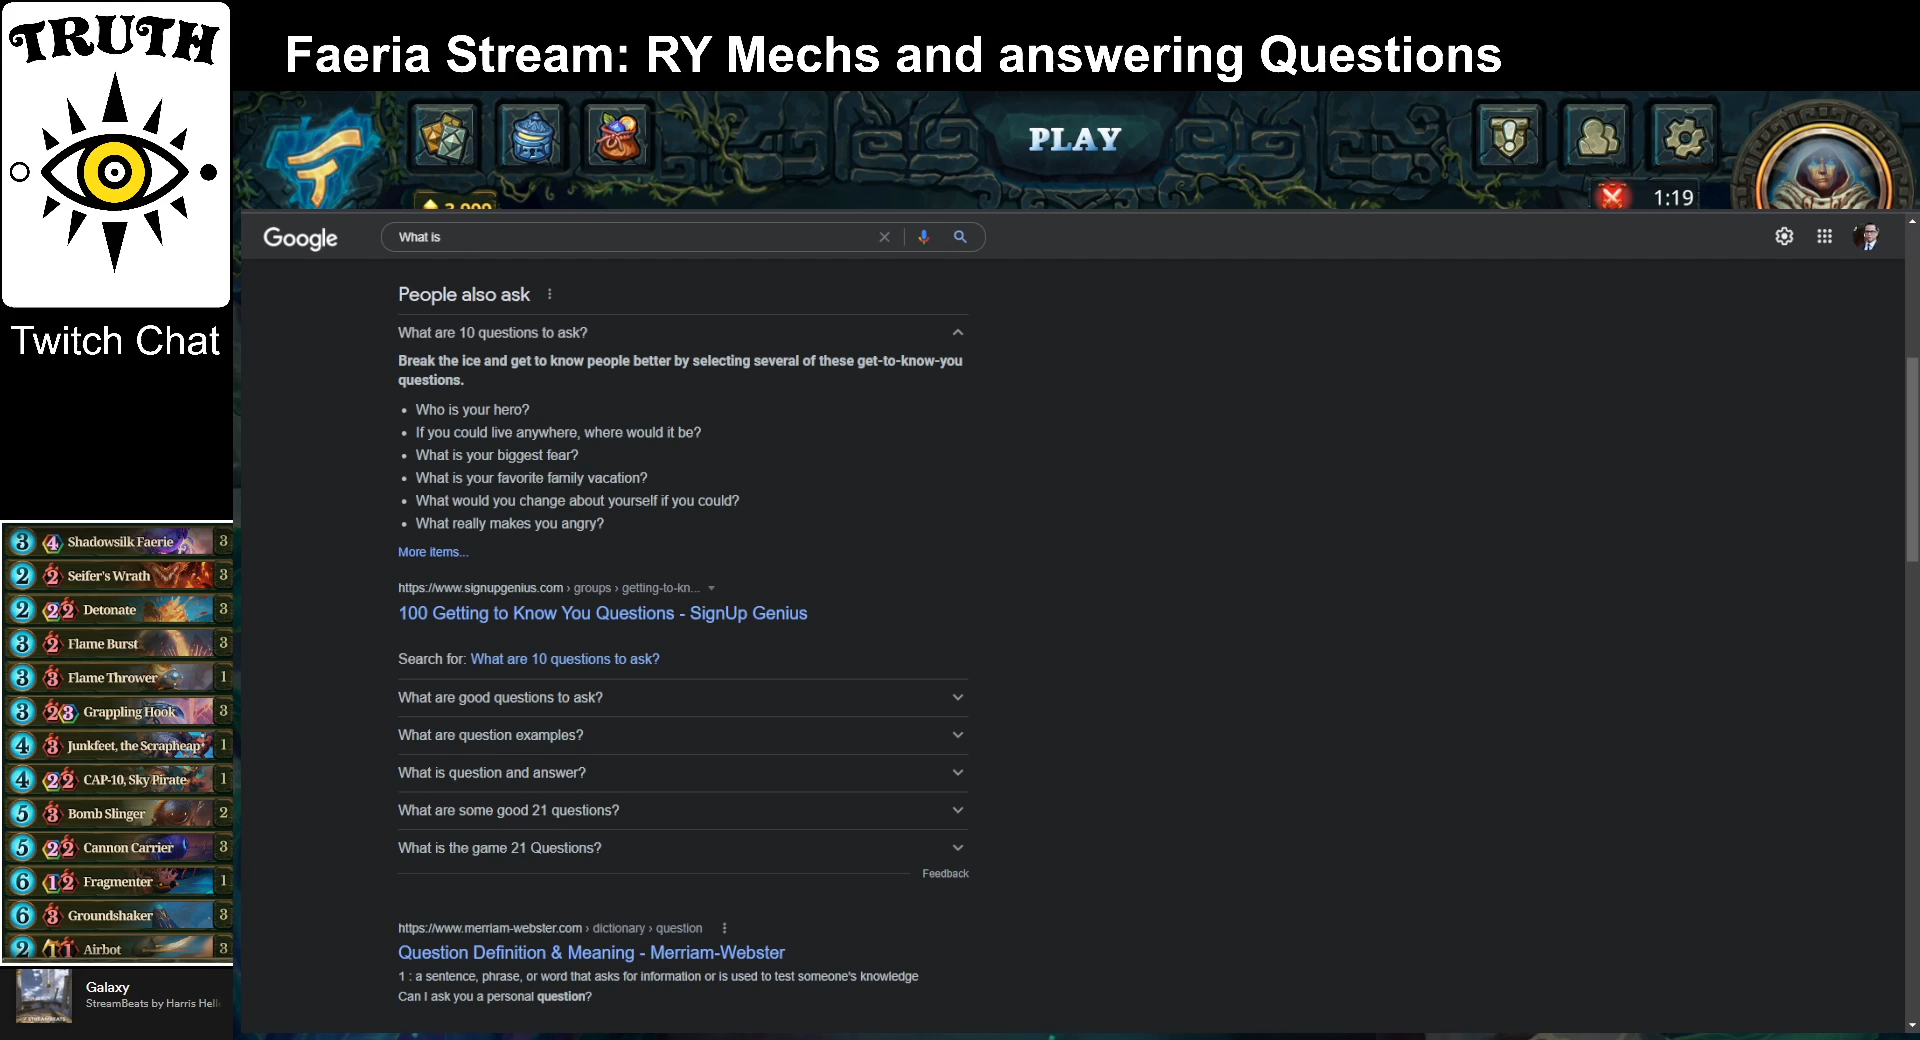 TRUTH
Faeria Stream: RY Mechs and answering Questions
PLAY
1:19
Google
What is
Twitch Chat
People also ask
What are 10 questions to ask?
Break the ice and get to know people better by selecting several of these get-to-know-you
questions.
• Who is your hero?
• If you could live anywhere, where would it be?
• What is your biggest fear?
• What is your favorite family vacation?
• What would you change about yourself if you could?
• What really makes you angry?
More items...
https://www.signupgenius.com › groups › getting-to-kn...
100 Getting to Know You Questions - SignUp Genius
Search for: What are 10 questions to ask?
What are good questions to ask?
What are question examples?
What is question and answer?
What are some good 21 questions?
What is the game 21 Questions?
Feedback
https://www.merriam-webster.com › dictionary › question
Question Definition & Meaning - Merriam-Webster
1 : a sentence, phrase, or word that asks for information or is used to test someone's knowledge
Can I ask you a personal question?
3 4 Shadowsilk Faerie 3
2 2 Seifer's Wrath 3
2 2 2 Detonate 3
3 2 Flame Burst 3
3 3 Flame Thrower 1
3 2 3 Grappling Hook 3
4 3 Junkfeet, the Scrapheap 1
4 2 2 CAP-10, Sky Pirate 1
5 3 Bomb Slinger 2
5 2 2 Cannon Carrier 3
6 1 2 Fragmenter 1
6 3 Groundshaker 3
2 1 1 Airbot 3
Galaxy
StreamBeats by Harris Hell